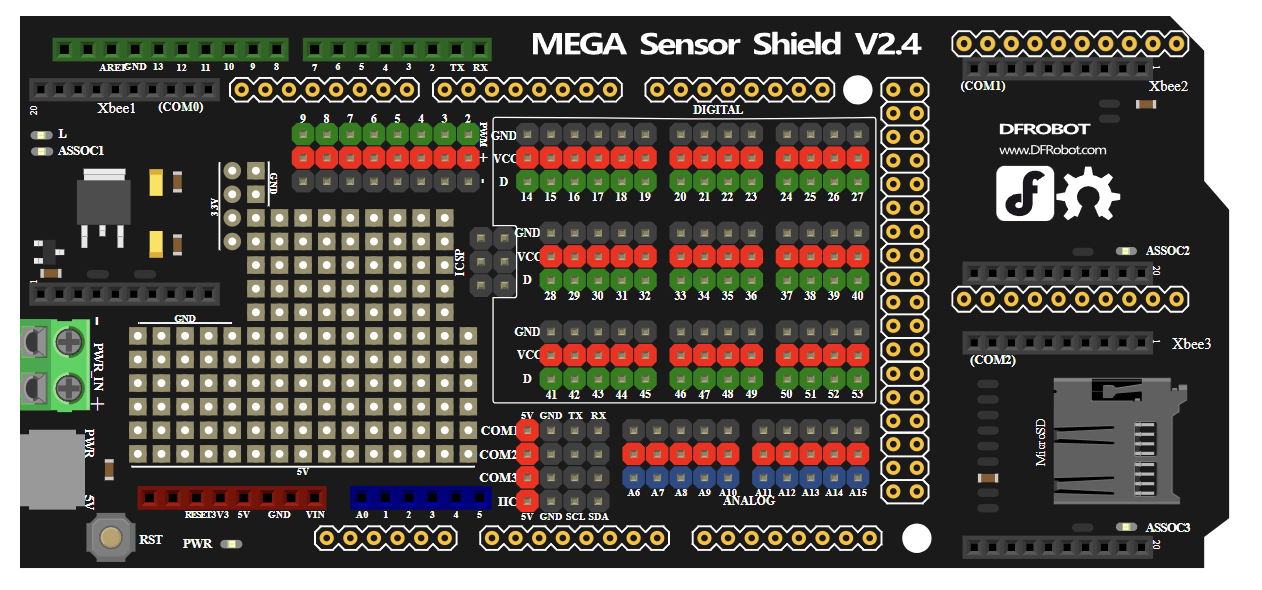 MEGA Sensor Shield V2.4
AREF GND 13 12 11 10 9 8
7 6 5 4 3 2 TX RX
20
Xbee1 (COM0)
1
(COM1)
Xbee2
L
ASSOC1
9 8 7 6 5 4 3 2
PWM
+
-
DIGITAL
GND
VCC
D
14 15 16 17 18 19 20 21 22 23 24 25 26 27
DFROBOT
www.DFRobot.com
GND
3.3V
ICSP
GND
VCC
D
28 29 30 31 32 33 34 35 36 37 38 39 40
ASSOC2
20
1
GND
-
PWR_IN
+
GND
VCC
D
41 42 43 44 45 46 47 48 49 50 51 52 53
1
Xbee3
(COM2)
5V GND TX RX
COM1
COM2
COM3
IIC
5V GND SCL SDA
A6 A7 A8 A9 A10 A11 A12 A13 A14 A15
ANALOG
MicroSD
PWR
5V
5V
RESET 3V3 5V GND VIN
A0 1 2 3 4 5
RST
PWR
ASSOC3
20